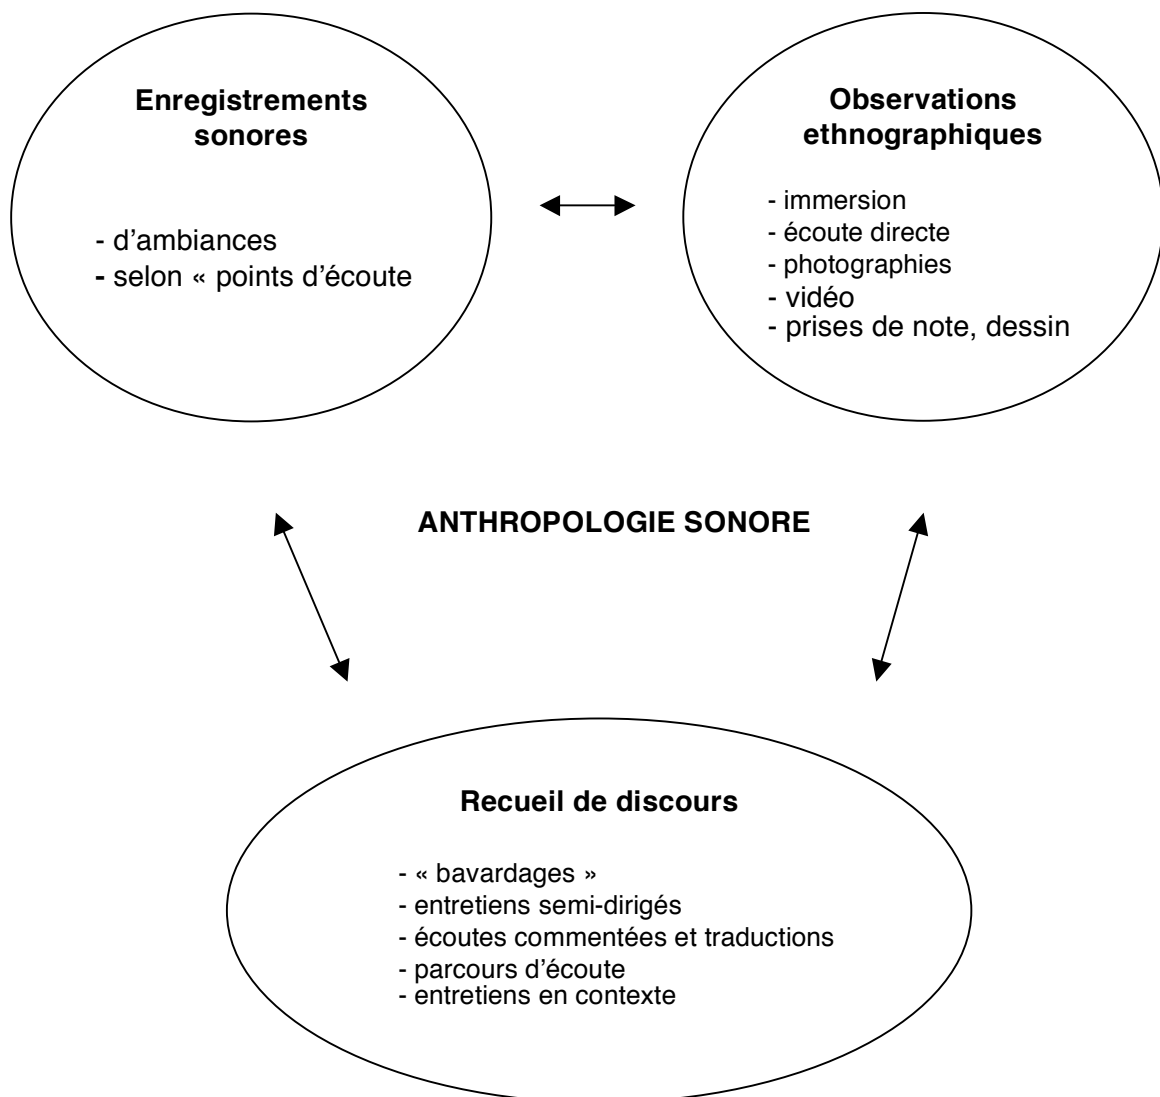 Enregistrements
sonores
- d’ambiances
- selon « points d’écoute
Observations
ethnographiques
- immersion
- écoute directe
- photographies
- vidéo
- prises de note, dessin
ANTHROPOLOGIE SONORE
Recueil de discours
- « bavardages »
- entretiens semi-dirigés
- écoutes commentées et traductions
- parcours d’écoute
- entretiens en contexte